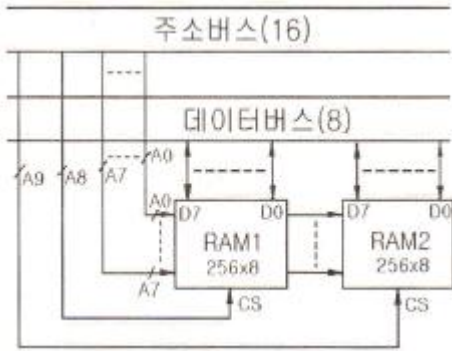 주소버스(16)
데이터버스(8)
A9 A8 A7 A0
A0 D7 D0 D7 D0
RAM1 RAM2
256x8 256x8
A7
CS CS